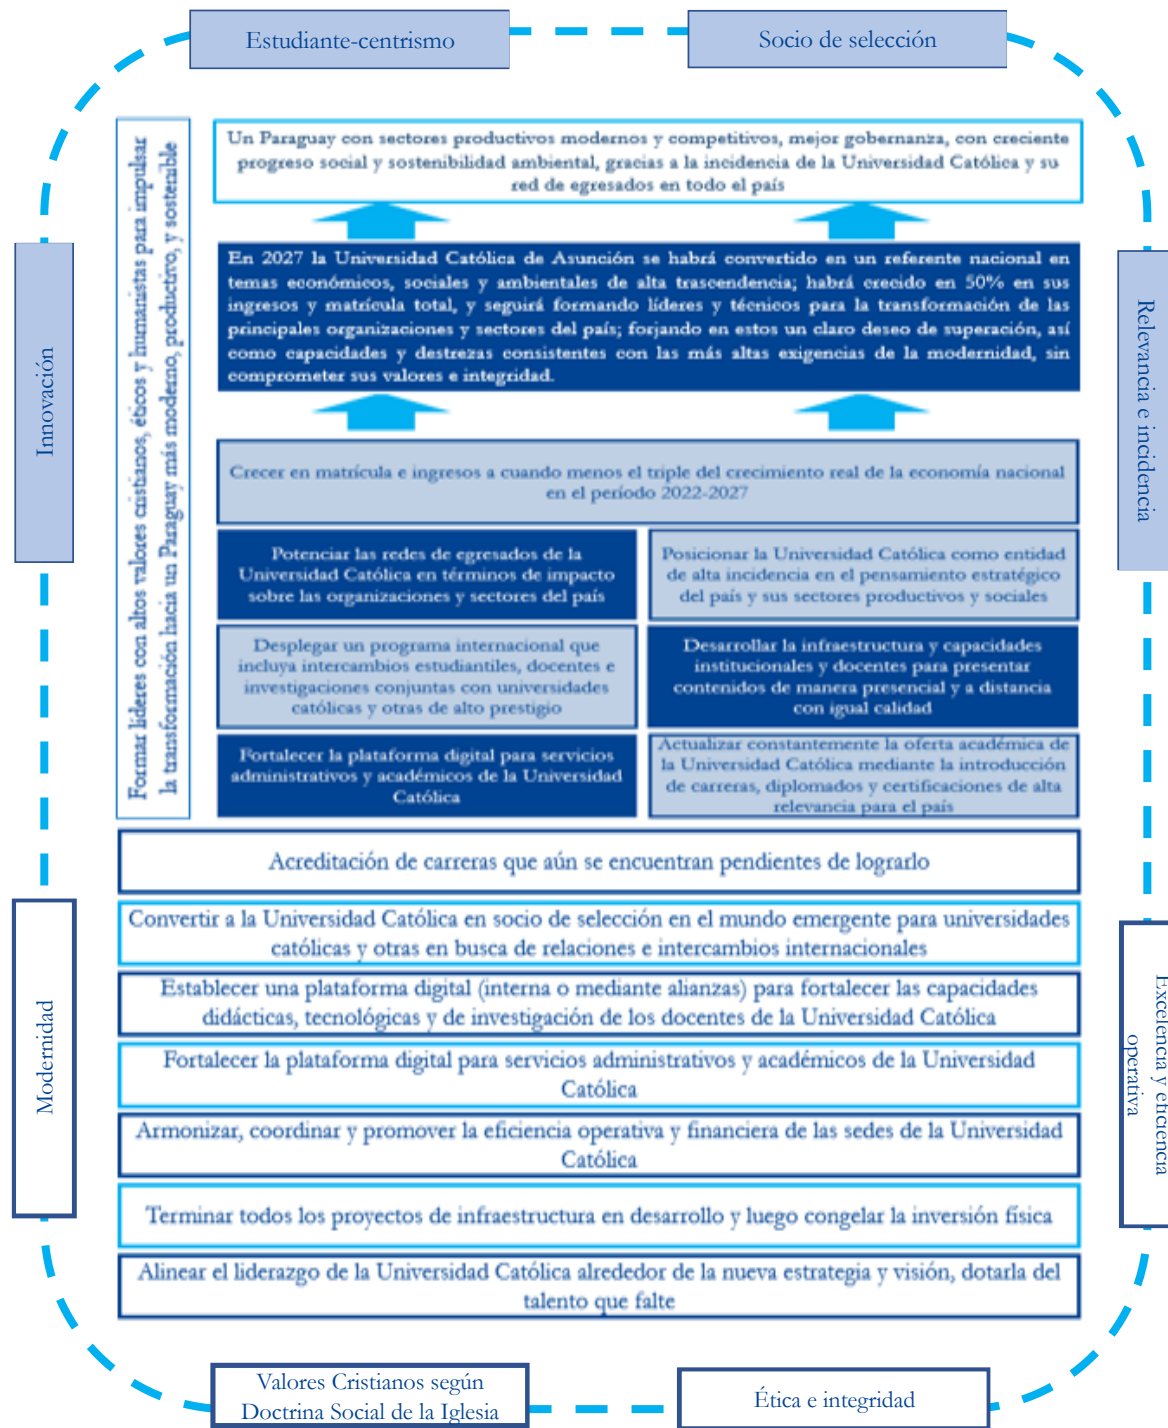 Estudiante-centrismo
Socio de selección
Innovación
Modernidad
Formar líderes con altos valores cristianos, éticos y humanistas para impulsar
la transformación hacia un Paraguay más moderno, productivo, y sostenible
Un Paraguay con sectores productivos modernos y competitivos, mejor gobernanza, con creciente
progreso social y sostenibilidad ambiental, gracias a la incidencia de la Universidad Católica y su
red de egresados en todo el país
En 2027 la Universidad Católica de Asunción se habrá convertido en un referente nacional en
temas económicos, sociales y ambientales de alta trascendencia; habrá crecido en 50% en sus
ingresos y matrícula total, y seguirá formando líderes y técnicos para la transformación de las
principales organizaciones y sectores del país; forjando en estos un claro deseo de superación, así
como capacidades y destrezas consistentes con las más altas exigencias de la modernidad, sin
comprometer sus valores e integridad.
Crecer en matrícula e ingresos a cuando menos el triple del crecimiento real de la economía nacional
en el período 2022-2027
Potenciar las redes de egresados de la
Universidad Católica en términos de impacto
sobre las organizaciones y sectores del país
Posicionar la Universidad Católica como entidad
de alta incidencia en el pensamiento estratégico
del país y sus sectores productivos y sociales
Desplegar un programa internacional que
incluya intercambios estudiantiles, docentes e
investigaciones conjuntas con universidades
católicas y otras de alto prestigio
Desarrollar la infraestructura y capacidades
institucionales y docentes para presentar
contenidos de manera presencial y a distancia
con igual calidad
Fortalecer la plataforma digital para servicios
administrativos y académicos de la Universidad
Católica
Actualizar constantemente la oferta académica de
la Universidad Católica mediante la introducción
de carreras, diplomados y certificaciones de alta
relevancia para el país
Acreditación de carreras que aún se encuentran pendientes de lograrlo
Convertir a la Universidad Católica en socio de selección en el mundo emergente para universidades
católicas y otras en busca de relaciones e intercambios internacionales
Establecer una plataforma digital (interna o mediante alianzas) para fortalecer las capacidades
didácticas, tecnológicas y de investigación de los docentes de la Universidad Católica
Fortalecer la plataforma digital para servicios administrativos y académicos de la Universidad
Católica
Armonizar, coordinar y promover la eficiencia operativa y financiera de las sedes de la Universidad
Católica
Terminar todos los proyectos de infraestructura en desarrollo y luego congelar la inversión física
Alinear el liderazgo de la Universidad Católica alrededor de la nueva estrategia y visión, dotarla del
talento que falte
Relevancia e incidencia
Excelencia y eficiencia
operativa
Valores Cristianos según
Doctrina Social de la Iglesia
Ética e integridad